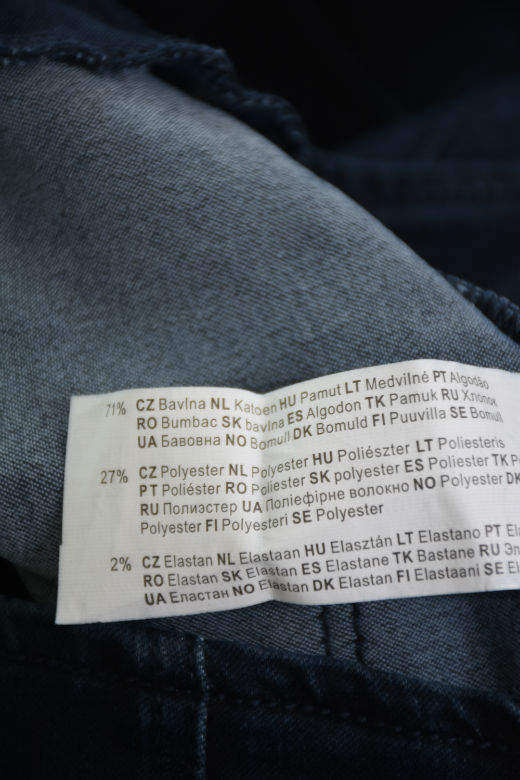 71% CZ Bavlna NL Katoen HU Pamut LT Medvilné PT Algodão
RO Bumbac SK bavlna ES Algodon TK Pamuk RU Хлопок
UA Бавовна NO Bomull DK Bomuld FI Puuvilla SE Bomull
27% CZ Polyester NL Polyester HU Poliészter LT Poliesteris
PT Poliéster RO Poliester SK polyester ES Poliester TK
RU Полиэстер UA Поліефірне волокно NO Polyester DK
Polyester FI Polyesteri SE Polyester
2% CZ Elastan NL Elastaan HU Elasztán LT Elastano PT
RO Elastan SK Elastan ES Elastane TK Bastane RU
UA Еластан NO Elastan DK Elastan FI Elastaani SE